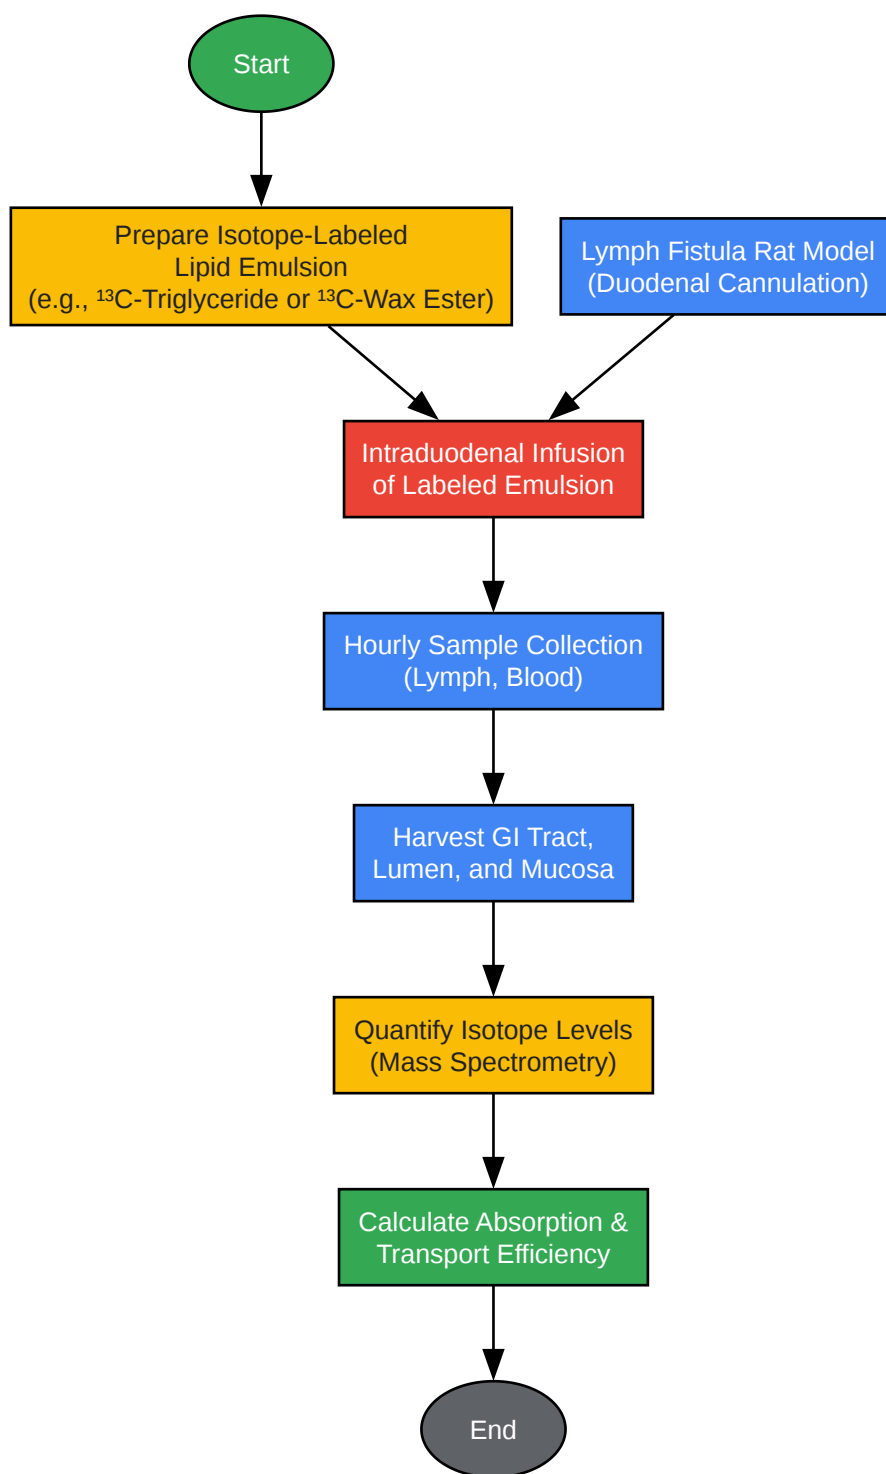 Start
Prepare Isotope-Labeled
Lipid Emulsion
(e.g., ¹³C-Triglyceride or ¹³C-Wax Ester)
Lymph Fistula Rat Model
(Duodenal Cannulation)
Intraduodenal Infusion
of Labeled Emulsion
Hourly Sample Collection
(Lymph, Blood)
Harvest GI Tract,
Lumen, and Mucosa
Quantify Isotope Levels
(Mass Spectrometry)
Calculate Absorption &
Transport Efficiency
End